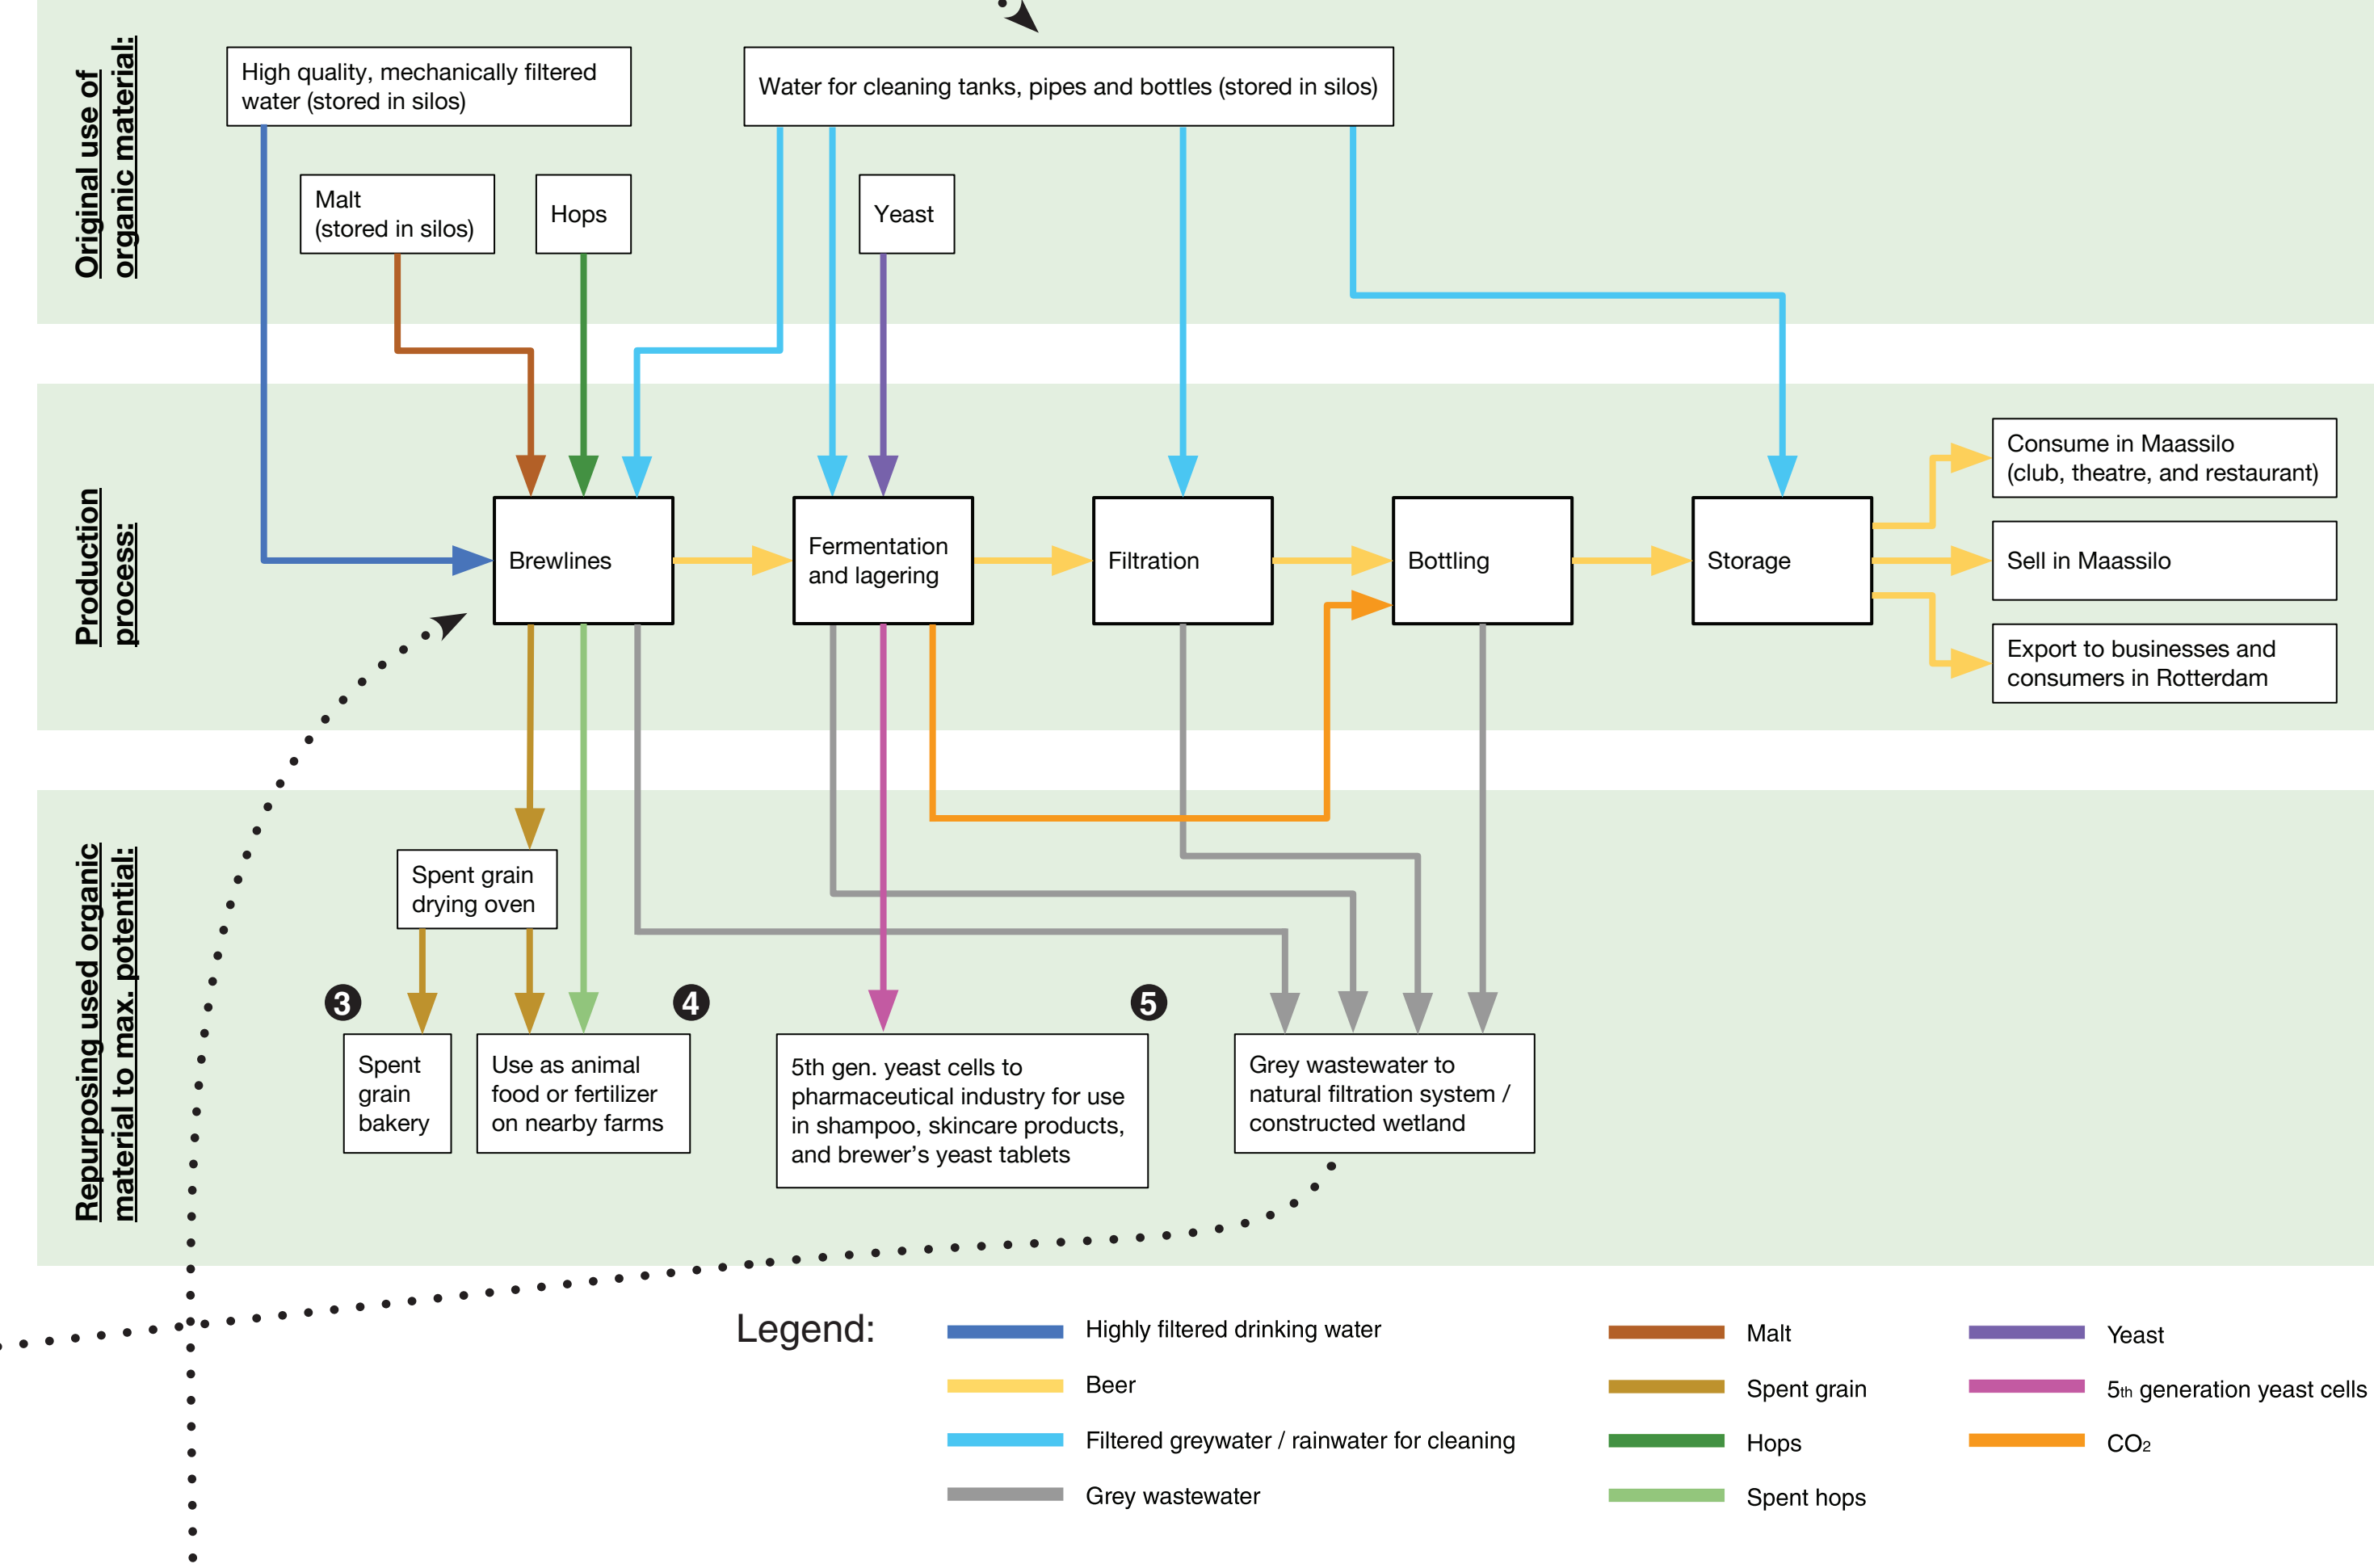 Original use of
organic material:
High quality, mechanically filtered
water (stored in silos)
Water for cleaning tanks, pipes and bottles (stored in silos)
Malt
(stored in silos)
Hops
Yeast
Production
process:
Brewlines
Fermentation
and lagering
Filtration
Bottling
Storage
Consume in Maassilo
(club, theatre, and restaurant)
Sell in Maassilo
Export to businesses and
consumers in Rotterdam
Repurposing used organic
material to max. potential:
Spent grain
drying oven
3
4
5
Spent
grain
bakery
Use as animal
food or fertilizer
on nearby farms
5th gen. yeast cells to
pharmaceutical industry for use
in shampoo, skincare products,
and brewer’s yeast tablets
Grey wastewater to
natural filtration system /
constructed wetland
Legend:
Highly filtered drinking water
Beer
Filtered greywater / rainwater for cleaning
Grey wastewater
Malt
Spent grain
Hops
Spent hops
Yeast
5th generation yeast cells
CO2